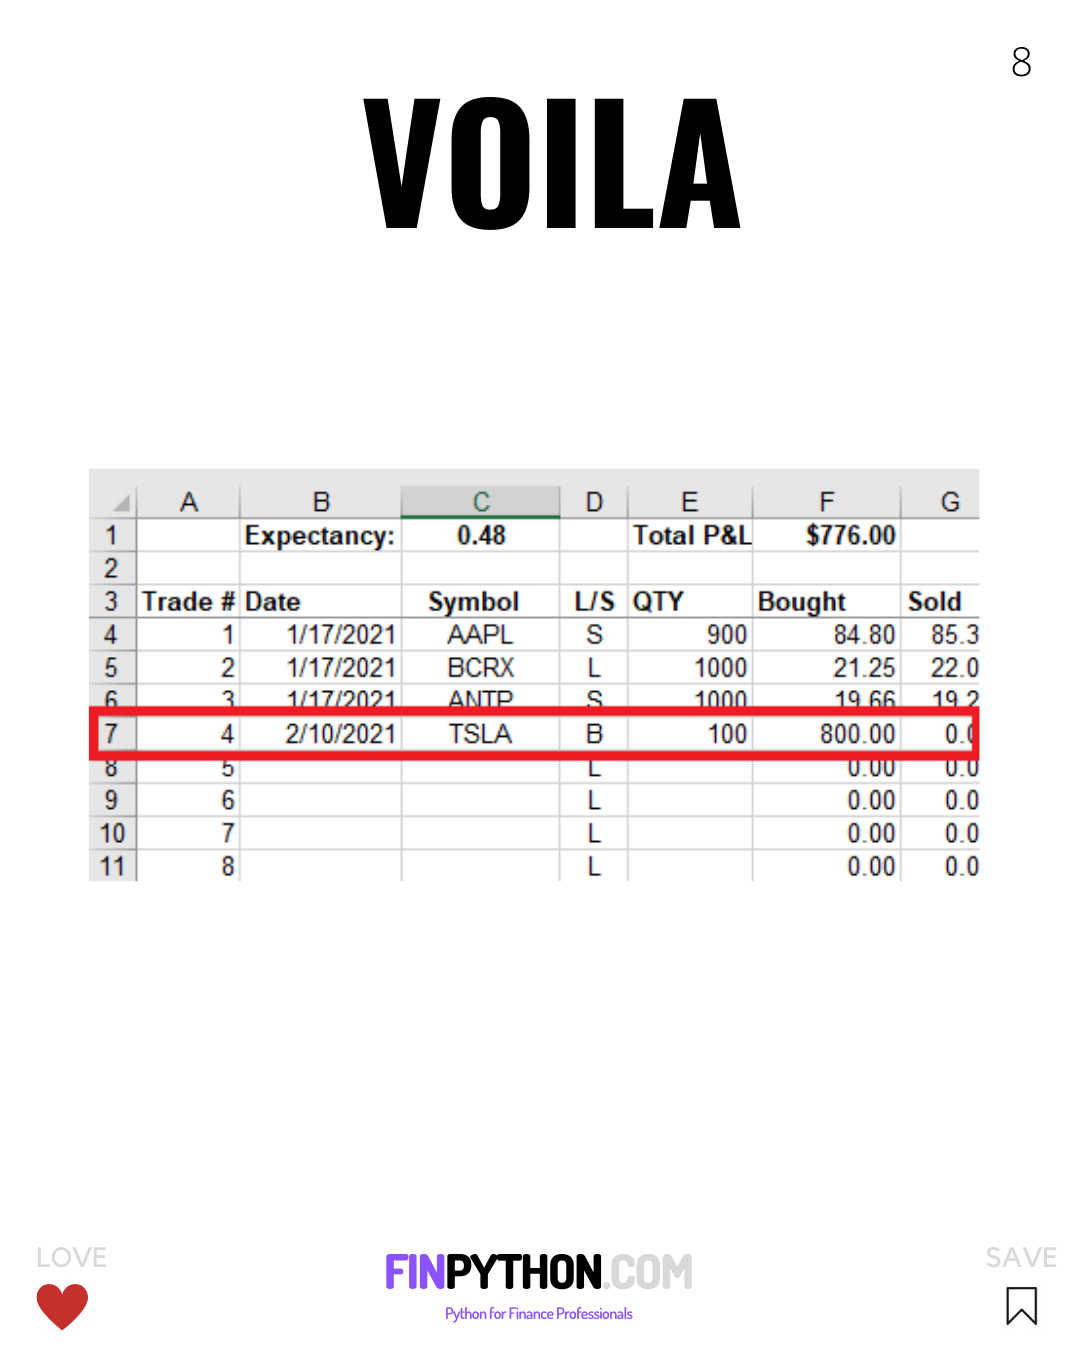 8
VOILA
A B C D E F G
1 Expectancy: 0.48 Total P&L $776.00
2
3 Trade # Date Symbol L/S QTY Bought Sold
4 1 1/17/2021 AAPL S 900 84.80 85.3
5 2 1/17/2021 BCRX L 1000 21.25 22.0
6 3 1/17/2021 ANTP S 1000 19.66 19.2
7 4 2/10/2021 TSLA B 100 800.00 0.0
8 5 L 0.00 0.0
9 6 L 0.00 0.0
10 7 L 0.00 0.0
11 8 L 0.00 0.0
LOVE
FINPYTHON.COM
Python for Finance Professionals
SAVE